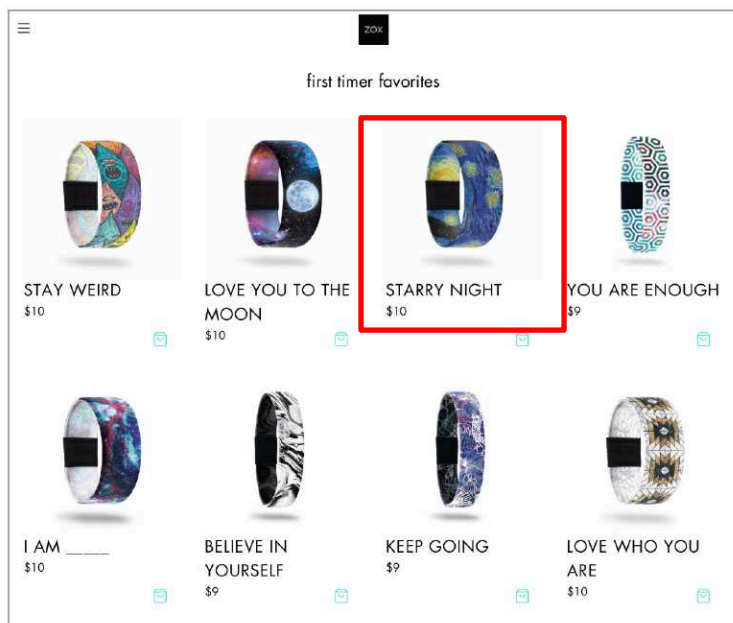 ZOX
first timer favorites
STAY WEIRD
$10
LOVE YOU TO THE
MOON
$10
STARRY NIGHT
$10
YOU ARE ENOUGH
$9
I AM _____
$10
BELIEVE IN
YOURSELF
$9
KEEP GOING
$9
LOVE WHO YOU
ARE
$10